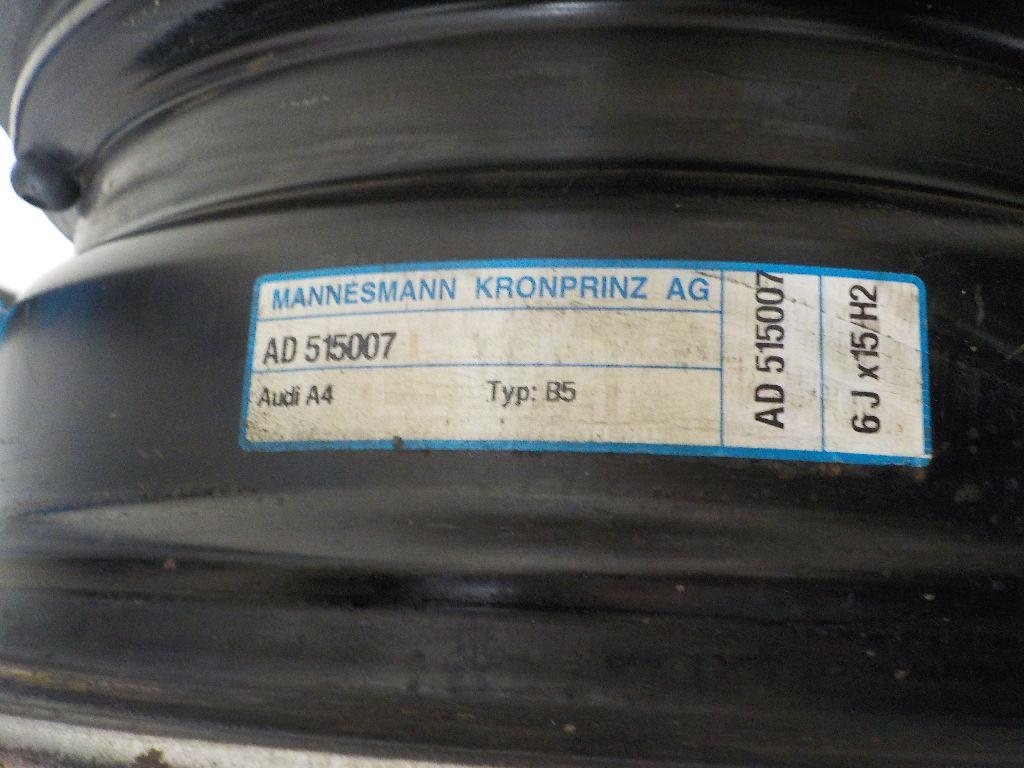 MANNESMANN KRONPRINZ AG
AD 515007
Audi A4 Typ: B5
AD 515007
6 J x15/H2